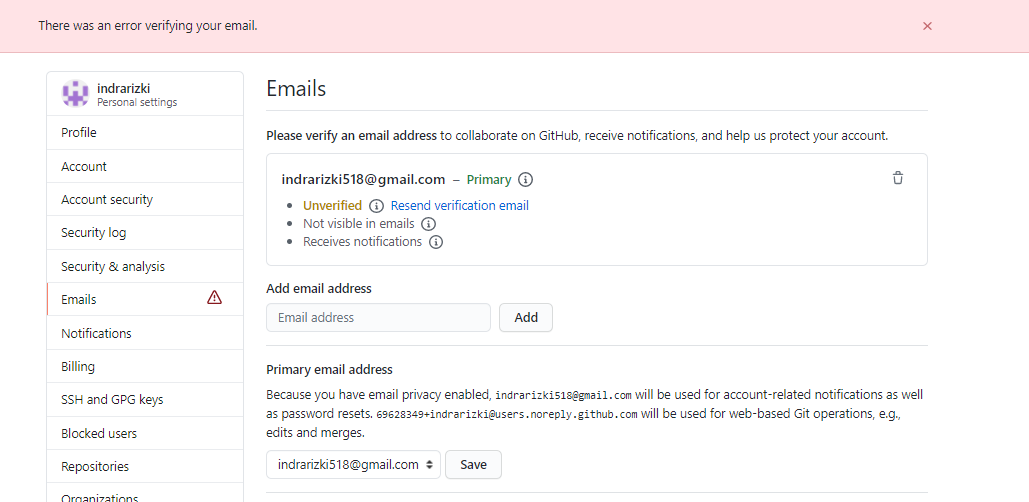 There was an error verifying your email.
indrarizki
Personal settings
Profile
Account
Account security
Security log
Security & analysis
Emails
Notifications
Billing
SSH and GPG keys
Blocked users
Repositories
Organizations
Emails
Please verify an email address to collaborate on GitHub, receive notifications, and help us protect your account.
indrarizki518@gmail.com – Primary
Unverified Resend verification email
Not visible in emails
Receives notifications
Add email address
Email address Add
Primary email address
Because you have email privacy enabled, indrarizki518@gmail.com will be used for account-related notifications as well
as password resets. 69628349+indrarizki@users.noreply.github.com will be used for web-based Git operations, e.g.,
edits and merges.
indrarizki518@gmail.com Save